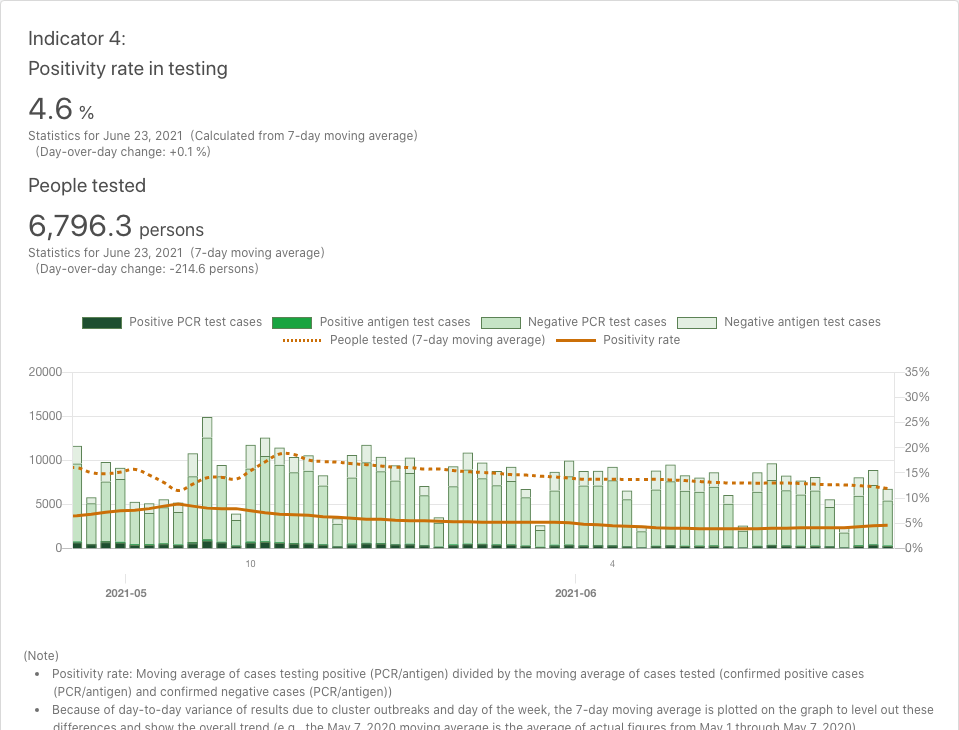 Indicator 4:
Positivity rate in testing
4.6 %
Statistics for June 23, 2021 (Calculated from 7-day moving average)
(Day-over-day change: +0.1 %)
People tested
6,796.3 persons
Statistics for June 23, 2021 (7-day moving average)
(Day-over-day change: -214.6 persons)
Positive PCR test cases Positive antigen test cases Negative PCR test cases Negative antigen test cases
People tested (7-day moving average) Positivity rate
20000 35%
30%
15000 25%
20%
10000 15%
5000 10%
5%
0 0%
10 4
2021-05 2021-06
(Note)
• Positivity rate: Moving average of cases testing positive (PCR/antigen) divided by the moving average of cases tested (confirmed positive cases
(PCR/antigen) and confirmed negative cases (PCR/antigen))
• Because of day-to-day variance of results due to cluster outbreaks and day of the week, the 7-day moving average is plotted on the graph to level out these
differences and show the overall trend (e.g., the May 7, 2020 moving average is the average of actual figures from May 1 through May 7, 2020)